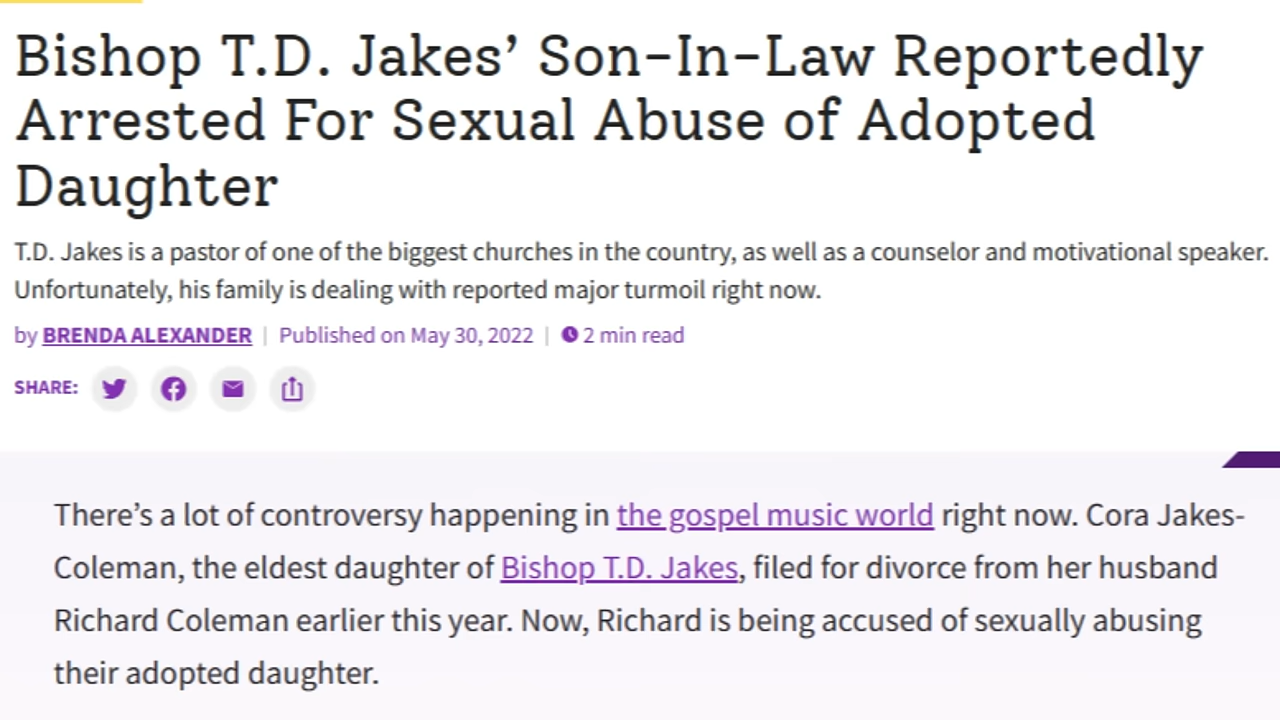 Bishop T.D. Jakes’ Son-In-Law Reportedly
Arrested For Sexual Abuse of Adopted
Daughter
T.D. Jakes is a pastor of one of the biggest churches in the country, as well as a counselor and motivational speaker.
Unfortunately, his family is dealing with reported major turmoil right now.
by BRENDA ALEXANDER | Published on May 30, 2022 | 2 min read
SHARE:
There’s a lot of controversy happening in the gospel music world right now. Cora Jakes-
Coleman, the eldest daughter of Bishop T.D. Jakes, filed for divorce from her husband
Richard Coleman earlier this year. Now, Richard is being accused of sexually abusing
their adopted daughter.